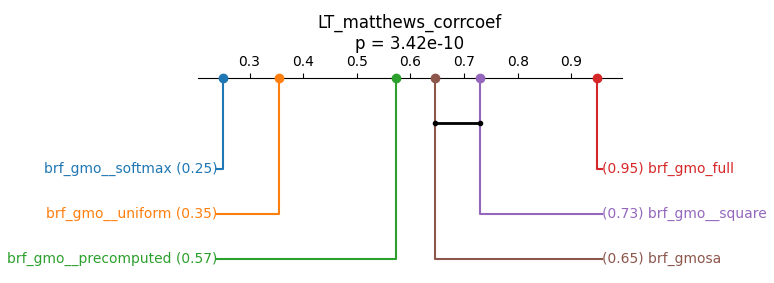 LT_matthews_corrcoef
p = 3.42e-10
0.3 0.4 0.5 0.6 0.7 0.8 0.9
brf_gmo__softmax (0.25) (0.95) brf_gmo_full
brf_gmo__uniform (0.35) (0.73) brf_gmo__square
brf_gmo__precomputed (0.57) (0.65) brf_gmosa